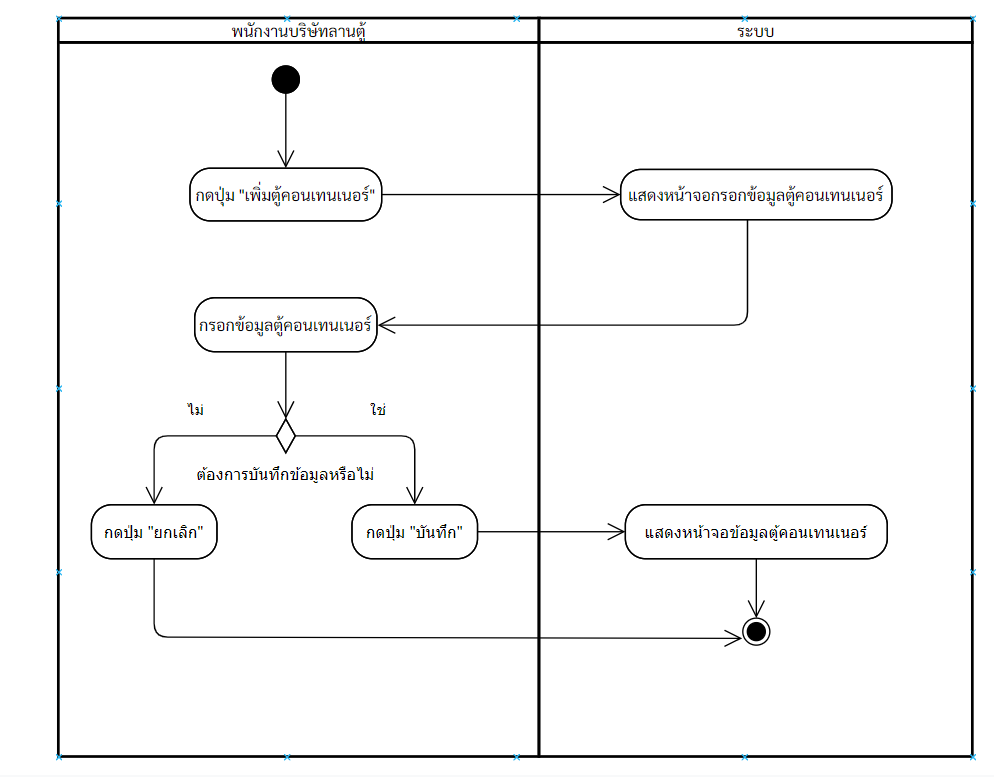 พนักงานบริษัทลานตู้
ระบบ
กดปุ่ม "เพิ่มตู้คอนเทนเนอร์"
แสดงหน้าจอกรอกข้อมูลตู้คอนเทนเนอร์
กรอกข้อมูลตู้คอนเทนเนอร์
ไม่
ใช่
ต้องการบันทึกข้อมูลหรือไม่
กดปุ่ม "ยกเลิก"
กดปุ่ม "บันทึก"
แสดงหน้าจอข้อมูลตู้คอนเทนเนอร์